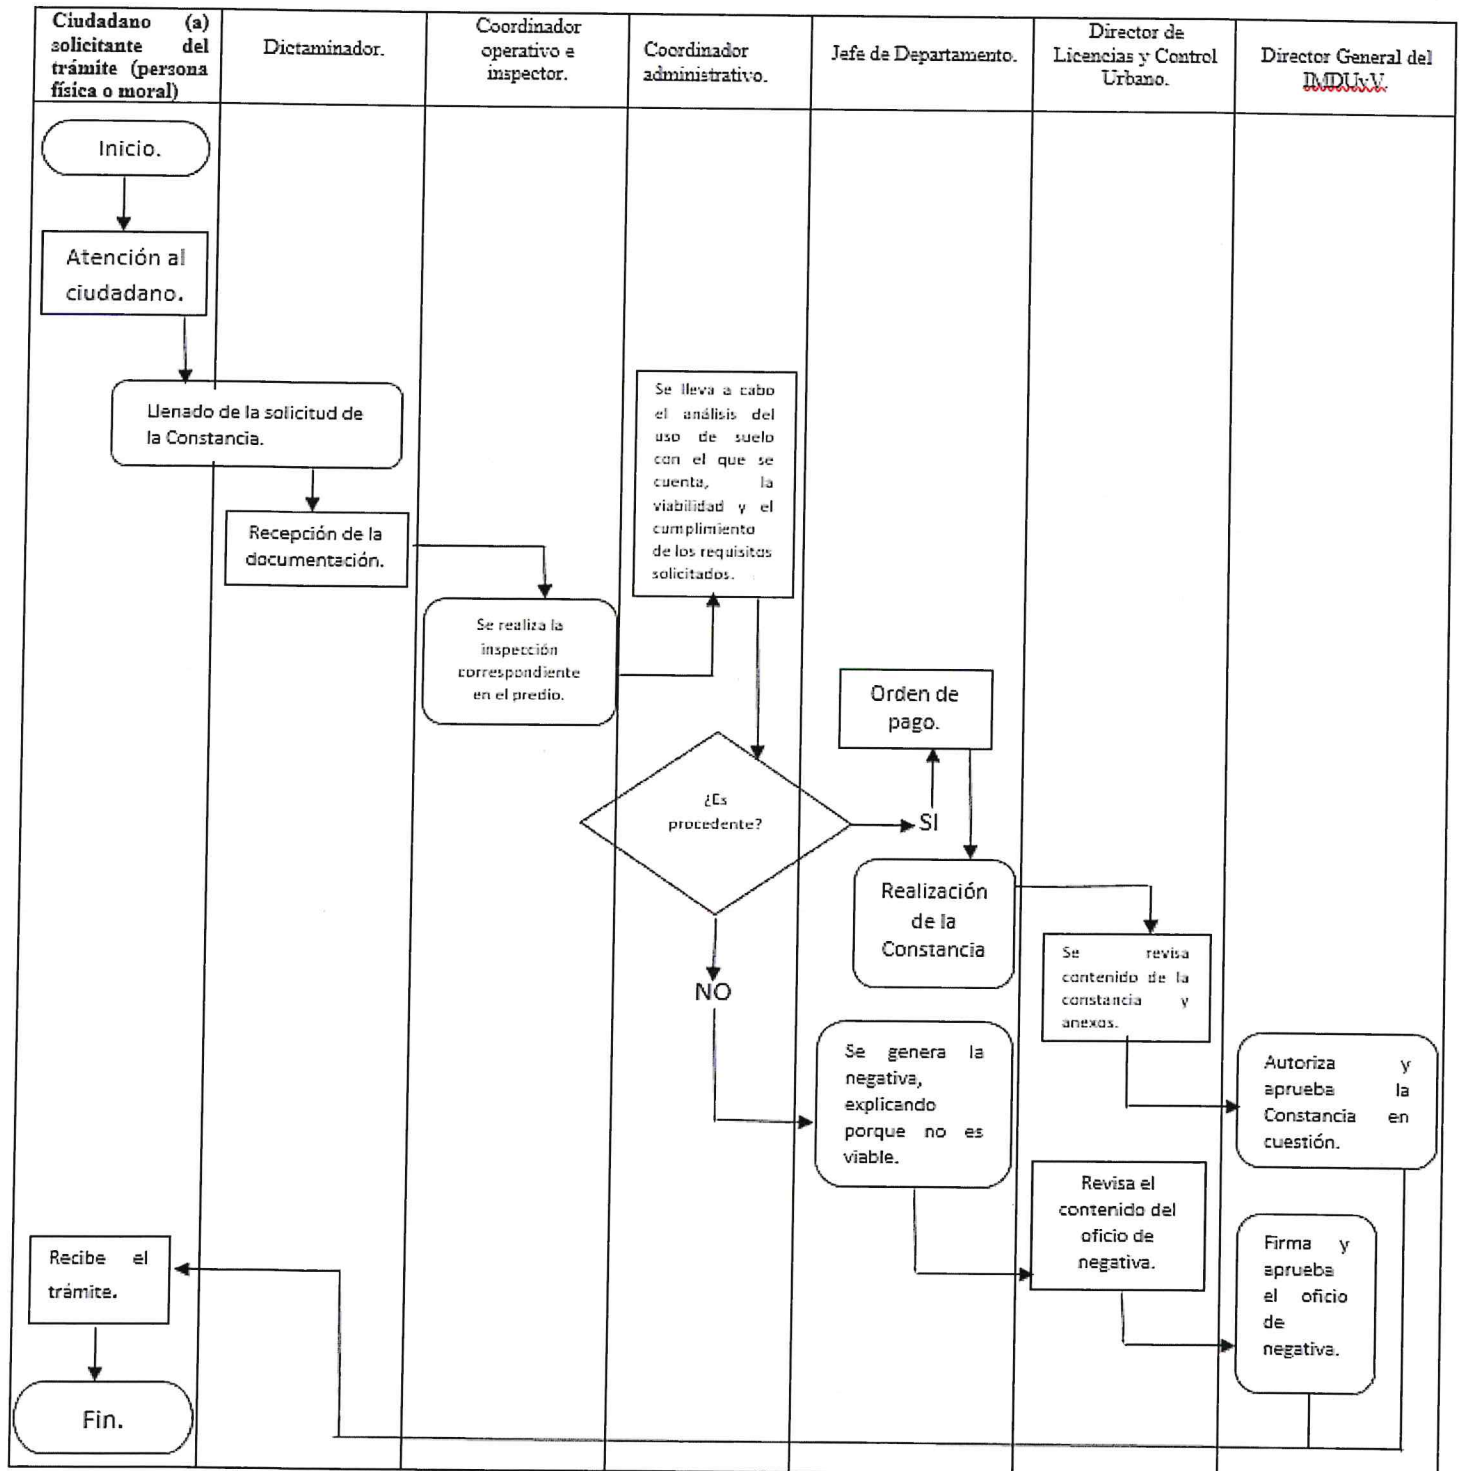 Ciudadano (a)
solicitante del
trámite (persona
física o moral)
Dictaminador.
Coordinador
operativo e
inspector.
Coordinador
administrativo.
Jefe de Departamento.
Director de
Licencias y Control
Urbano.
Director General del
IMDUyV.
Inicio.
Atención al
ciudadano.
Llenado de la solicitud de
la Constancia.
Recepción de la
documentación.
Se realiza la
inspección
correspondiente
en el predio.
Se lleva a cabo
el análisis del
uso de suelo
con el que se
cuenta, la
viabilidad y el
cumplimiento
de los requisitos
solicitados.
¿Es
procedente?
SI
NO
Orden de
pago.
Realización
de la
Constancia
Se revisa
contenido de la
constancia y
anexos.
Autoriza y
aprueba la
Constancia en
cuestión.
Se genera la
negativa,
explicando
porque no es
viable.
Revisa el
contenido del
oficio de
negativa.
Firma y
aprueba
el oficio
de
negativa.
Recibe el
trámite.
Fin.